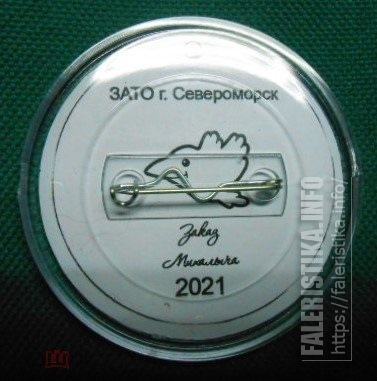 ЗАТО г. Североморск
Заказ
Михалыча
2021
FALERISTIKA.INFO
https://faleristika.info/